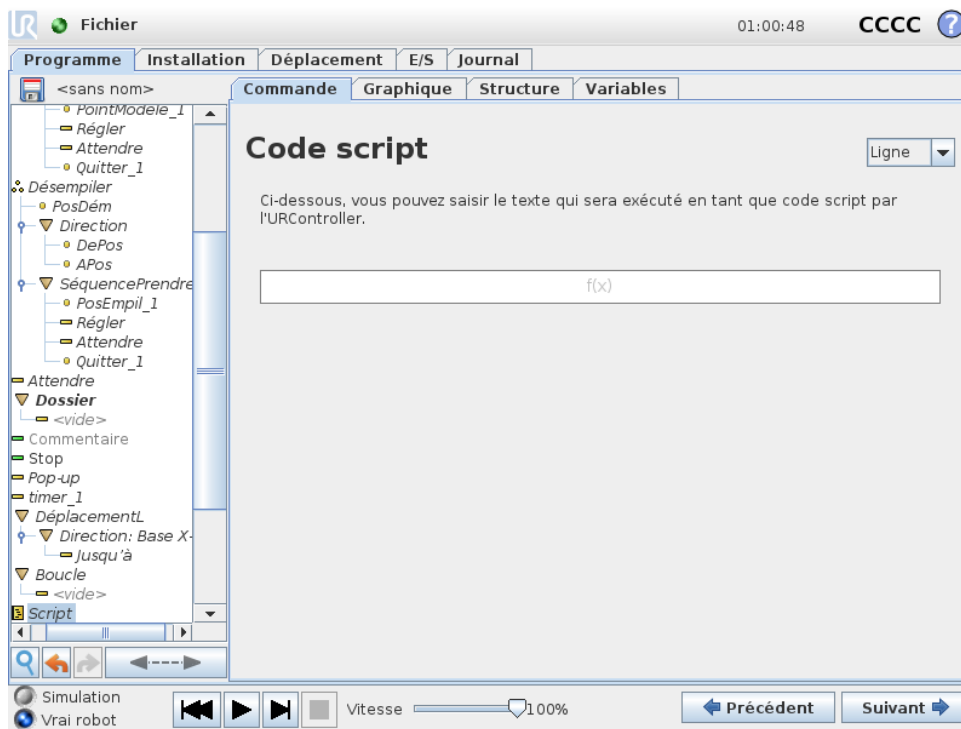 UR
Fichier
01:00:48
CCCC
?
Programme
Installation
Déplacement
E/S
Journal
<sans nom>
Commande
Graphique
Structure
Variables
PointModèle_1
Régler
Attendre
Quitter_1
Désempiler
PosDém
Direction
DePos
APos
SéquencePrendre
PosEmpil_1
Régler
Attendre
Quitter_1
Attendre
Dossier
<vide>
Commentaire
Stop
Pop-up
timer_1
DéplacementL
Direction: Base X-
Jusqu'à
Boucle
<vide>
Script
Code script
Ligne
Ci-dessous, vous pouvez saisir le texte qui sera exécuté en tant que code script par
l'URController.
f(x)
Simulation
Vrai robot
Vitesse
100%
Précédent
Suivant